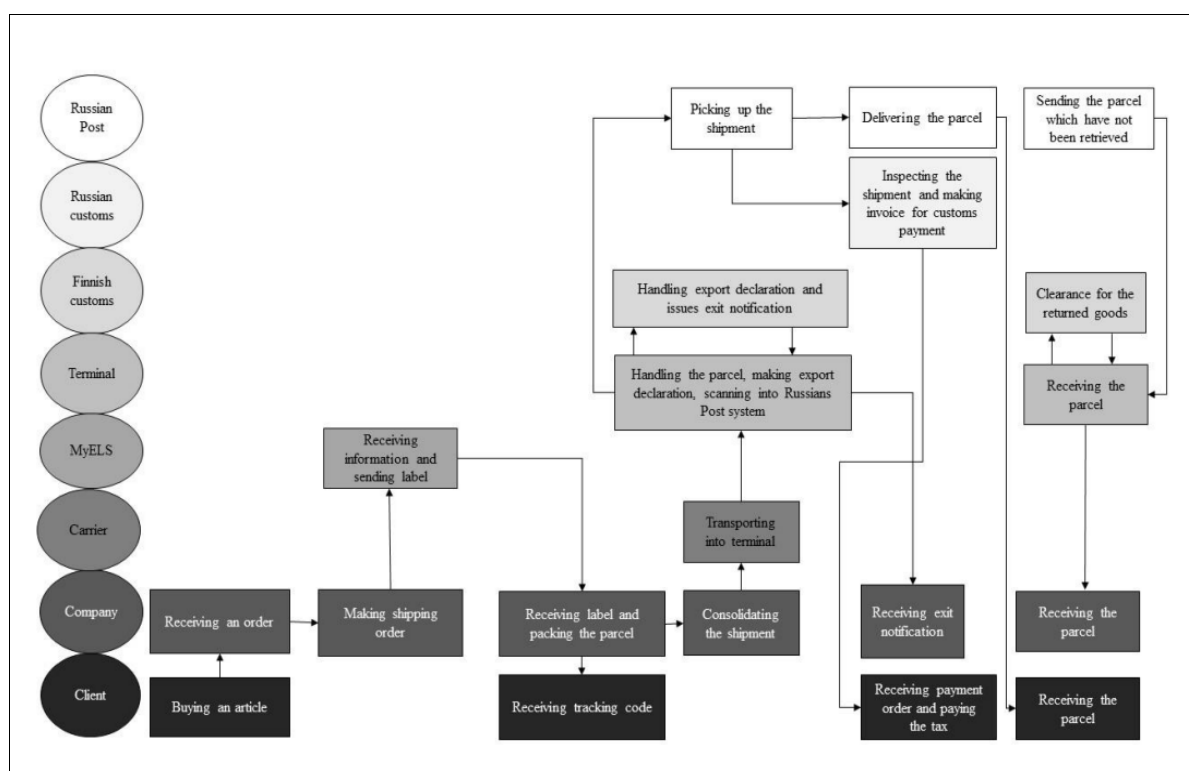 Russian
Post
Russian
customs
Finnish
customs
Terminal
MyELS
Carrier
Company
Client
Picking up the
shipment
Delivering the parcel
Sending the parcel
which have not
been retrieved
Inspecting the
shipment and making
invoice for customs
payment
Handling export declaration and
issues exit notification
Clearance for the
returned goods
Handling the parcel, making export
declaration, scanning into Russians
Post system
Receiving the
parcel
Receiving
information and
sending label
Transporting
into terminal
Receiving an order
Making shipping
order
Receiving label and
packing the parcel
Consolidating
the shipment
Receiving exit
notification
Receiving the
parcel
Buying an article
Receiving tracking code
Receiving payment
order and paying
the tax
Receiving the
parcel